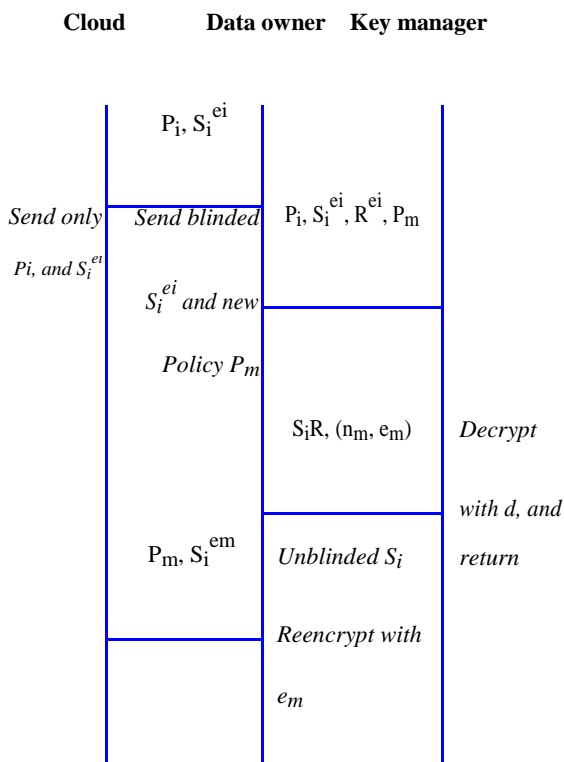 Cloud Data owner Key manager
P_i, S_i^ei
Send only
Pi, and S_i^ei
Send blinded
S_i^ei and new
Policy P_m
P_i, S_i^ei, R^ei, P_m
S_iR, (n_m, e_m)
Decrypt
with d, and
return
P_m, S_i^em
Unblinded S_i
Reencrypt with
e_m